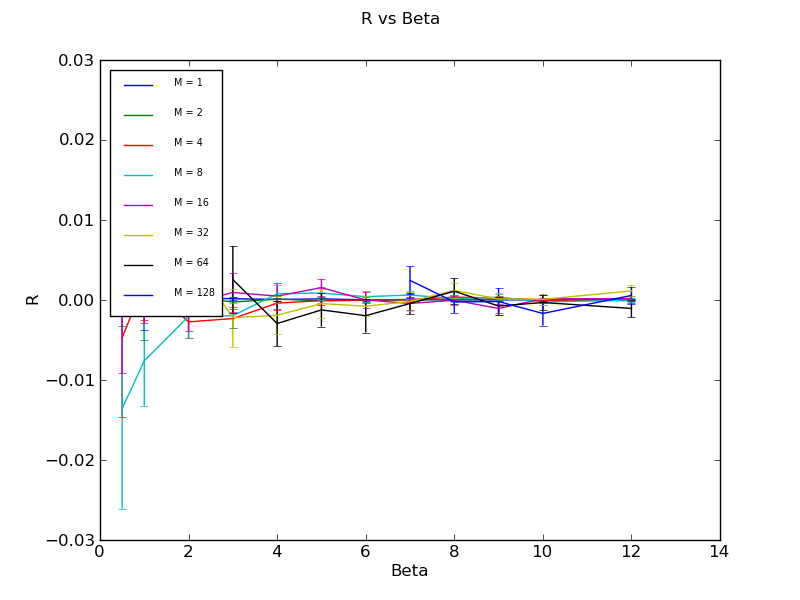 R vs Beta
0.03
0.02
0.01
0.00
−0.01
−0.02
−0.03
R
M = 1
M = 2
M = 4
M = 8
M = 16
M = 32
M = 64
M = 128
0 2 4 6 8 10 12 14
Beta